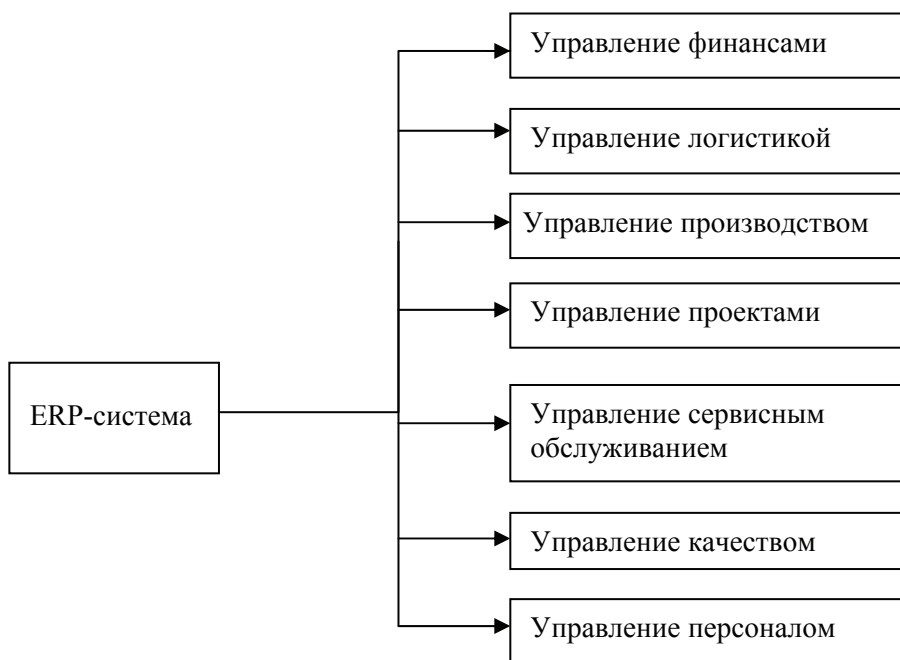 Управление финансами
Управление логистикой
Управление производством
Управление проектами
ERP-система
Управление сервисным
обслуживанием
Управление качеством
Управление персоналом